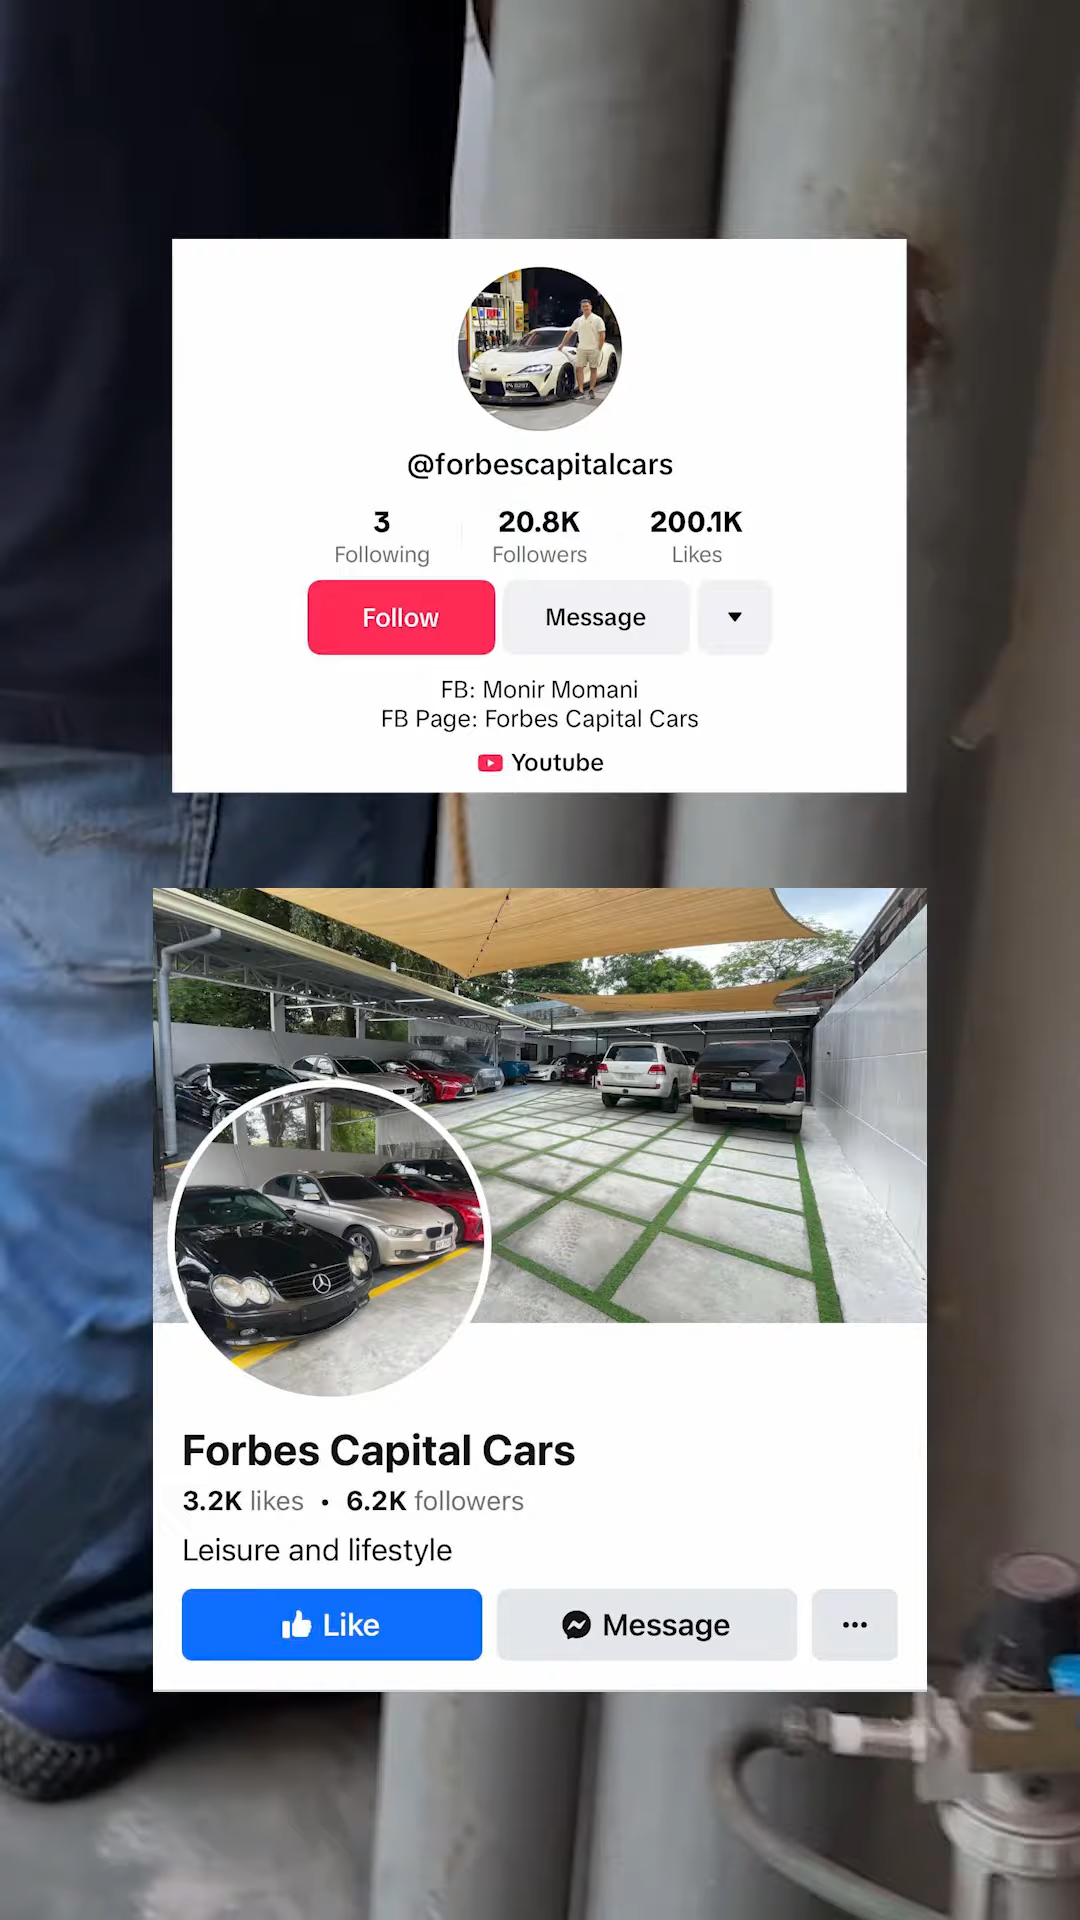 @forbescapitalcars
3 20.8K 200.1K
Following Followers Likes
Follow Message
FB: Monir Momani
FB Page: Forbes Capital Cars
Youtube
Forbes Capital Cars
3.2K likes • 6.2K followers
Leisure and lifestyle
Like Message